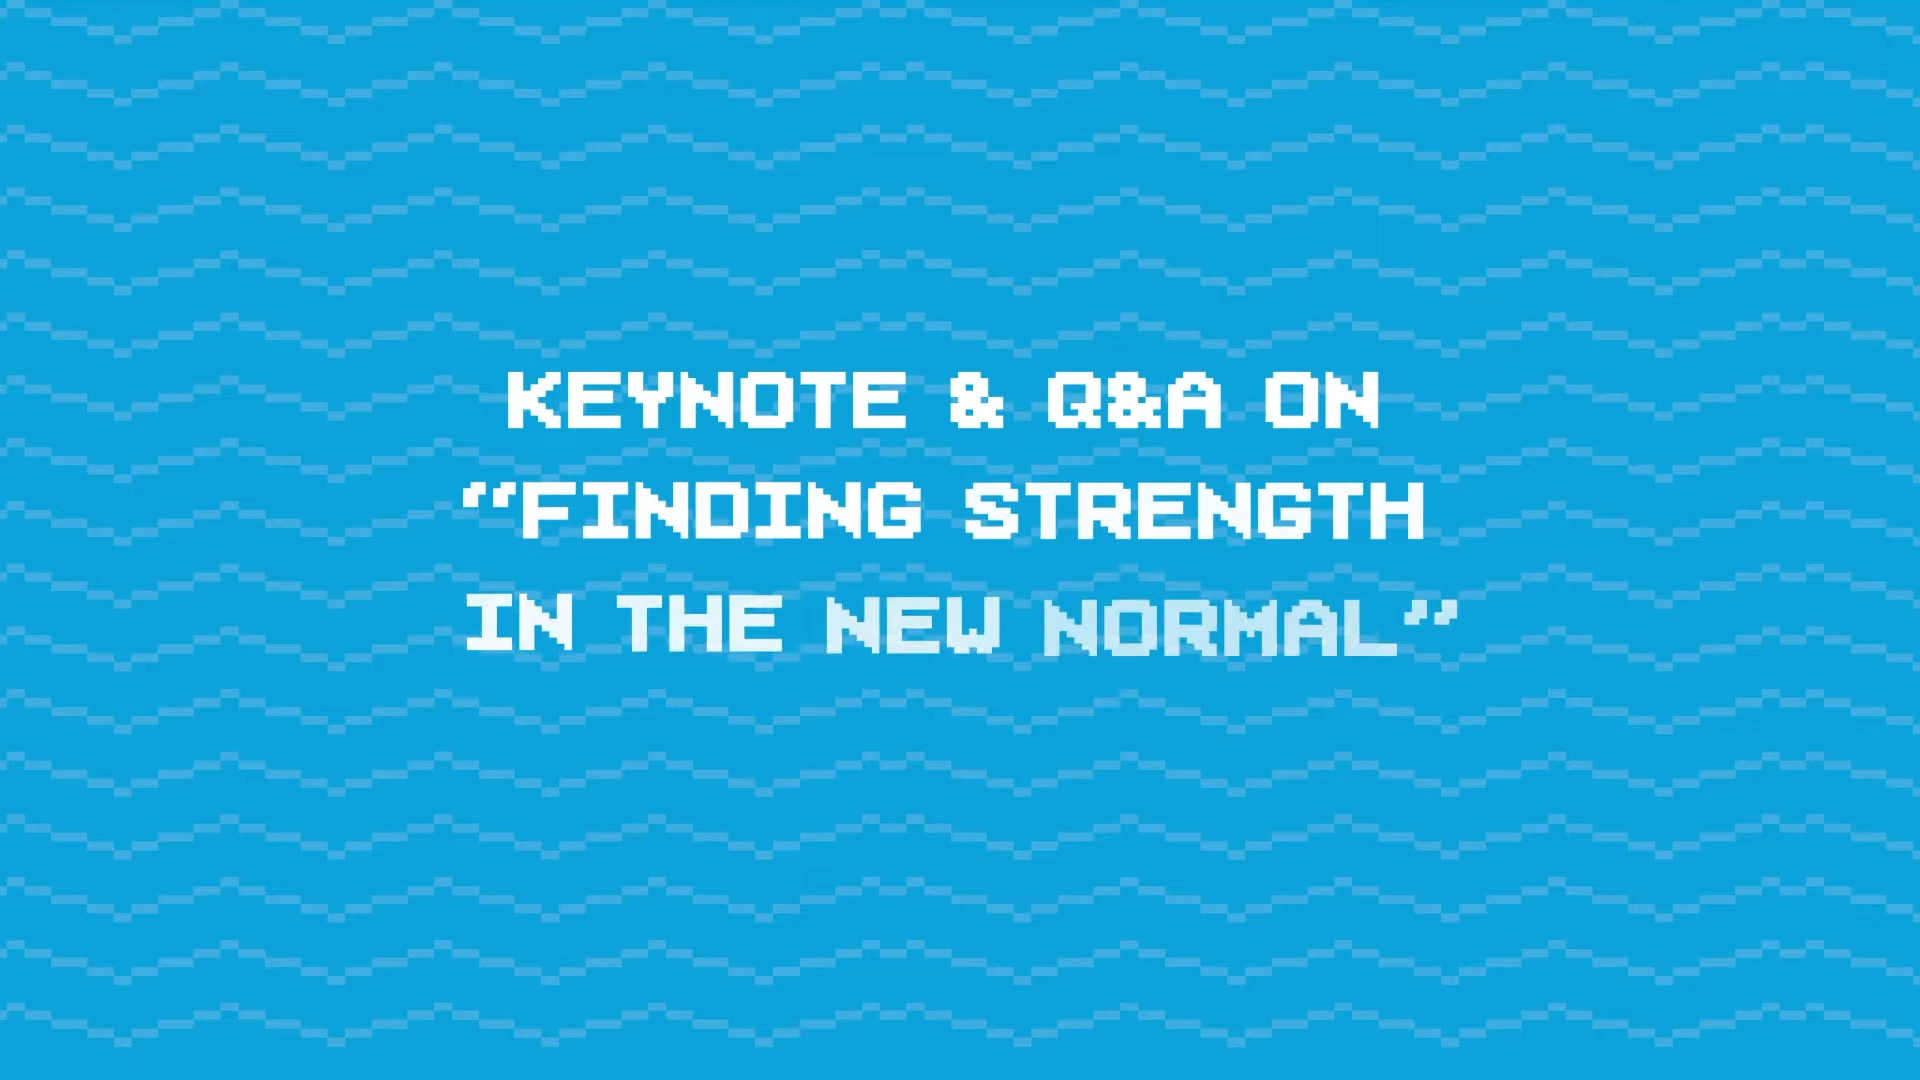 KEYNOTE & Q&A ON
“FINDING STRENGTH
IN THE NEW NORMAL”